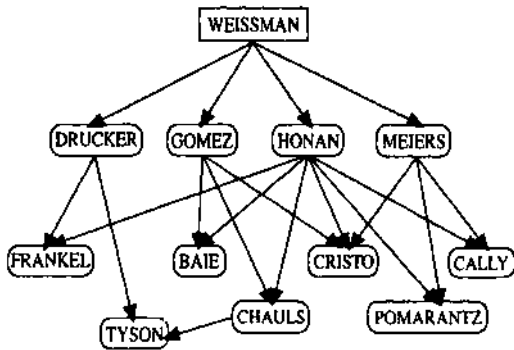 WEISSMAN
DRUCKER GOMEZ HONAN MEIERS
FRANKEL BAIE CRISTO CALLY
TYSON CHAULS POMARANTZ